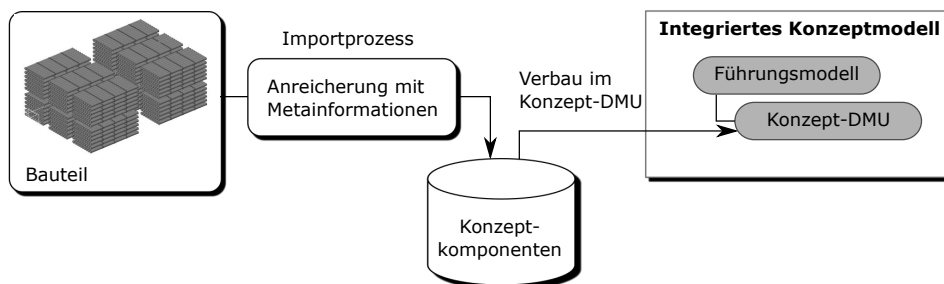 Bauteil
Importprozess
Anreicherung mit
Metainformationen
Konzept-
komponenten
Verbau im
Konzept-DMU
Integriertes Konzeptmodell
Führungsmodell
Konzept-DMU